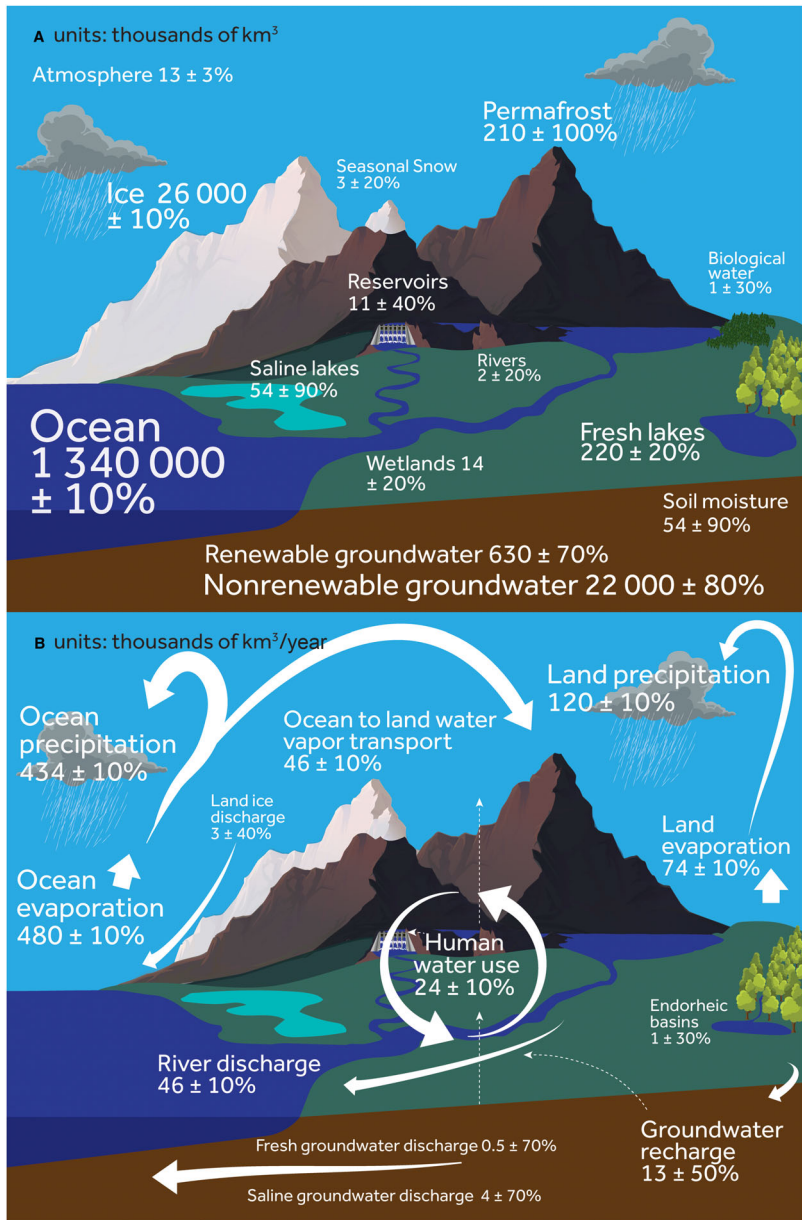 A units: thousands of km³
Atmosphere 13 ± 3%
Permafrost
210 ± 100%
Seasonal Snow
3 ± 20%
Ice 26 000
± 10%
Biological
water
1 ± 30%
Reservoirs
11 ± 40%
Rivers
2 ± 20%
Saline lakes
54 ± 90%
Ocean
1 340 000
± 10%
Fresh lakes
220 ± 20%
Wetlands 14
± 20%
Soil moisture
54 ± 90%
Renewable groundwater 630 ± 70%
Nonrenewable groundwater 22 000 ± 80%
B units: thousands of km³/year
Land precipitation
120 ± 10%
Ocean
precipitation
434 ± 10%
Ocean to land water
vapor transport
46 ± 10%
Land ice
discharge
3 ± 40%
Land
evaporation
74 ± 10%
Ocean
evaporation
480 ± 10%
Human
water use
24 ± 10%
Endorheic
basins
1 ± 30%
River discharge
46 ± 10%
Groundwater
recharge
13 ± 50%
Fresh groundwater discharge 0.5 ± 70%
Saline groundwater discharge 4 ± 70%